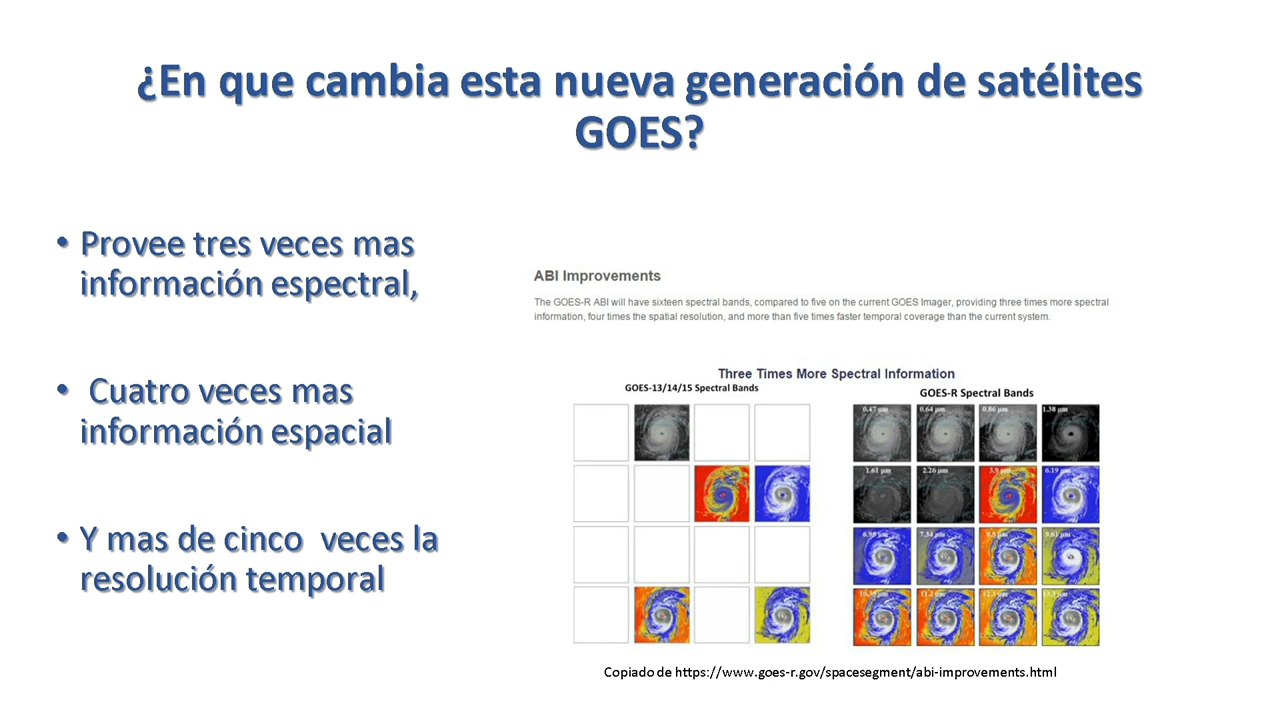 ¿En que cambia esta nueva generación de satélites
GOES?
• Provee tres veces mas
información espectral,
• Cuatro veces mas
información espacial
• Y mas de cinco veces la
resolución temporal
ABI Improvements
The GOES-R ABI will have sixteen spectral bands, compared to five on the current GOES Imager, providing three times more spectral
information, four times the spatial resolution, and more than five times faster temporal coverage than the current system.
Three Times More Spectral Information
GOES-13/14/15 Spectral Bands
GOES-R Spectral Bands
0.47 µm 0.64 µm 0.86 µm 1.38 µm
1.61 µm 2.26 µm 3.9 µm 6.19 µm
6.95 µm 7.34 µm 8.5 µm 9.61 µm
10.35 µm 11.2 µm 12.3 µm 13.3 µm
Copiado de https://www.goes-r.gov/spacesegment/abi-improvements.html